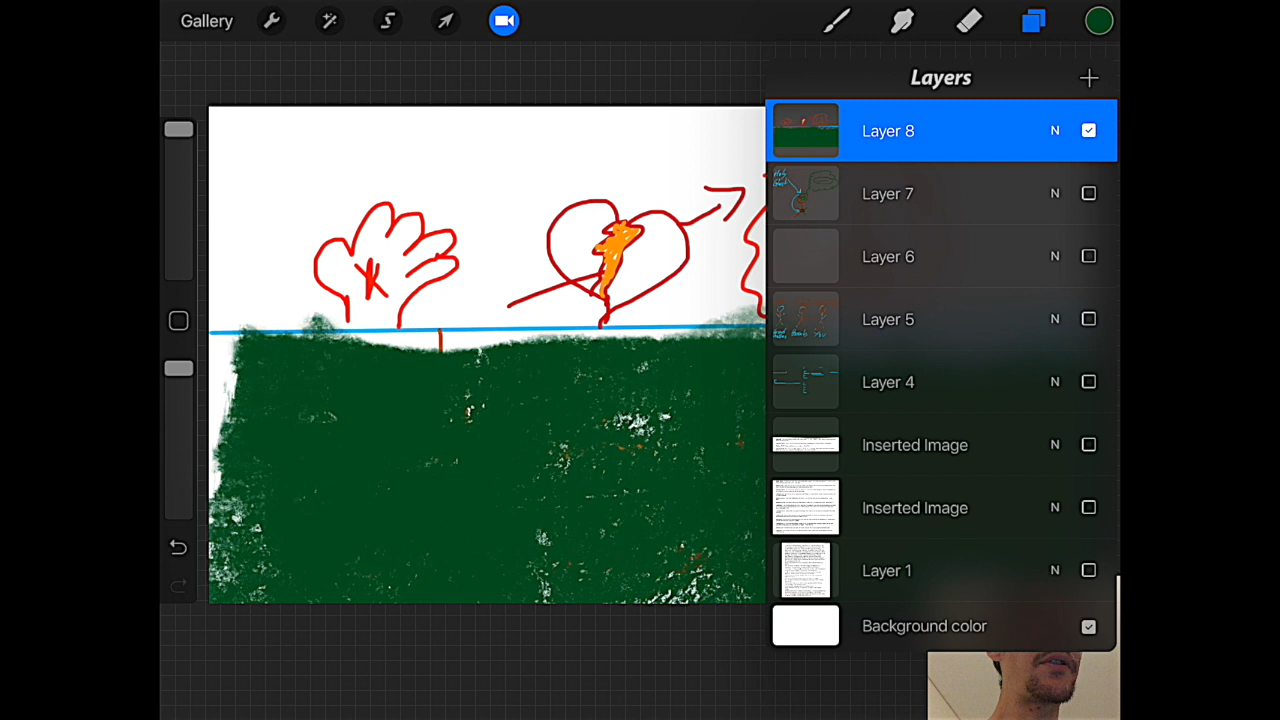 Gallery
Layers
Layer 8 N
Layer 7 N
Layer 6 N
Layer 5 N
Layer 4 N
Inserted Image N
Inserted Image N
Layer 1 N
Background color